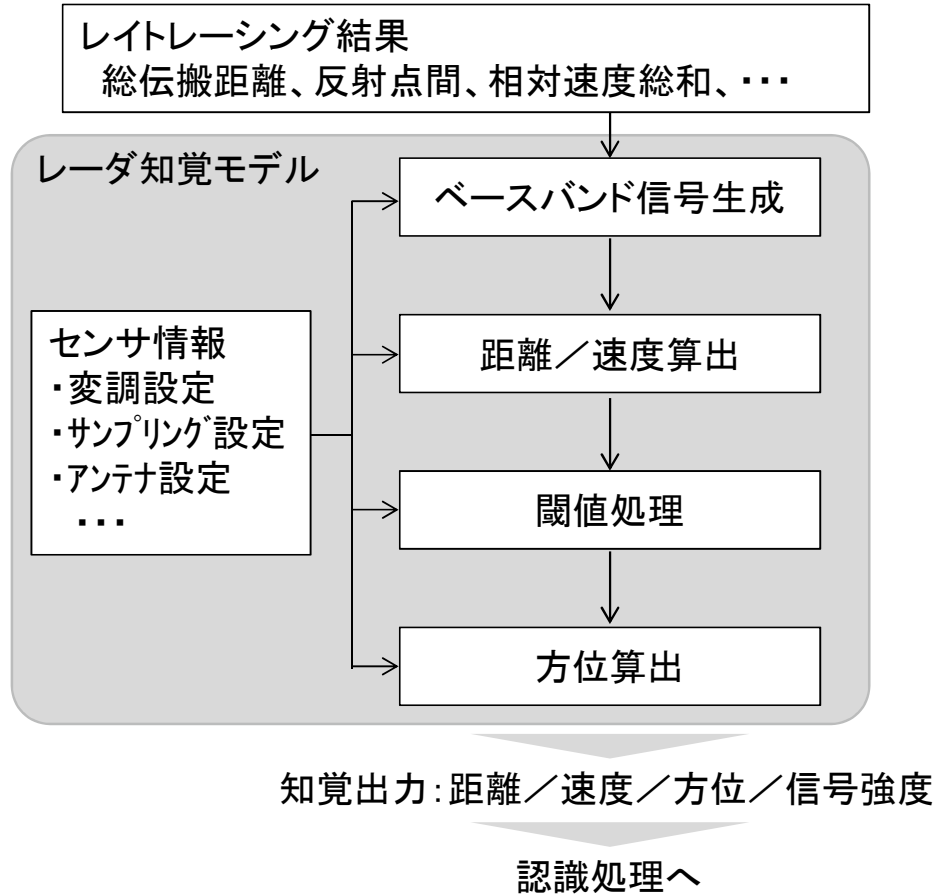 レイトレーシング結果
総伝搬距離、反射点間、相対速度総和、・・・
レーダ知覚モデル
ベースバンド信号生成
センサ情報
・変調設定
・サンプリング設定
・アンテナ設定
・・・
距離／速度算出
閾値処理
方位算出
知覚出力：距離／速度／方位／信号強度
認識処理へ